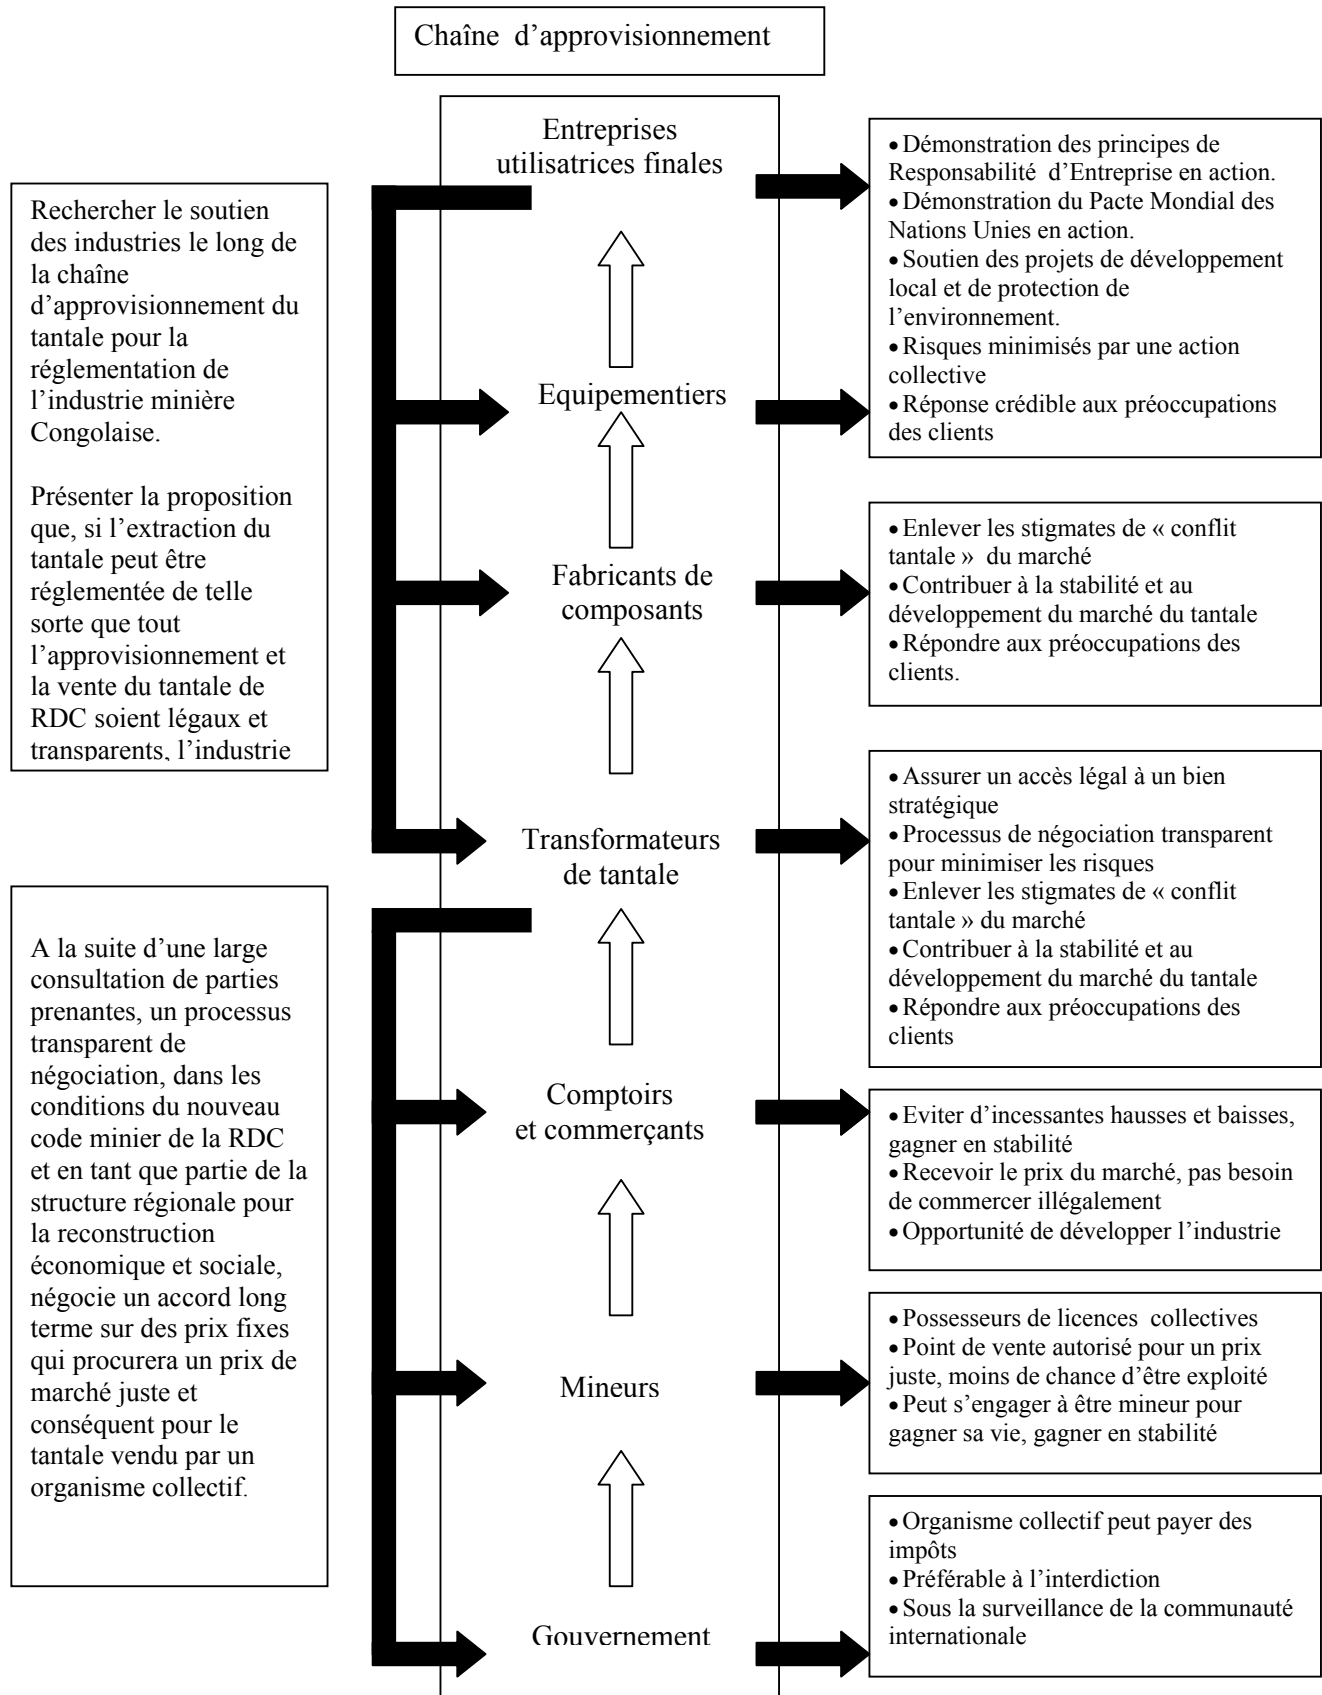 Chaîne d'approvisionnement
Rechercher le soutien
des industries le long de
la chaîne
d'approvisionnement du
tantale pour la
réglementation de
l'industrie minière
Congolaise.
Présenter la proposition
que, si l'extraction du
tantale peut être
réglementée de telle
sorte que tout
l'approvisionnement et
la vente du tantale de
RDC soient légaux et
transparents, l'industrie
A la suite d'une large
consultation de parties
prenantes, un processus
transparent de
négociation, dans les
conditions du nouveau
code minier de la RDC
et en tant que partie de la
structure régionale pour
la reconstruction
économique et sociale,
négocie un accord long
terme sur des prix fixes
qui procurera un prix de
marché juste et
conséquent pour le
tantale vendu par un
organisme collectif.
Entreprises
utilisatrices finales
Equipementiers
Fabricants de
composants
Transformateurs
de tantale
Comptoirs
et commerçants
Mineurs
Gouvernement
• Démonstration des principes de
Responsabilité d'Entreprise en action.
• Démonstration du Pacte Mondial des
Nations Unies en action.
• Soutien des projets de développement
local et de protection de
l'environnement.
• Risques minimisés par une action
collective
• Réponse crédible aux préoccupations
des clients
• Enlever les stigmates de « conflit
tantale » du marché
• Contribuer à la stabilité et au
développement du marché du tantale
• Répondre aux préoccupations des
clients.
• Assurer un accès légal à un bien
stratégique
• Processus de négociation transparent
pour minimiser les risques
• Enlever les stigmates de « conflit
tantale » du marché
• Contribuer à la stabilité et au
développement du marché du tantale
• Répondre aux préoccupations des
clients
• Eviter d'incessantes hausses et baisses,
gagner en stabilité
• Recevoir le prix du marché, pas besoin
de commercer illégalement
• Opportunité de développer l'industrie
• Possesseurs de licences collectives
• Point de vente autorisé pour un prix
juste, moins de chance d'être exploité
• Peut s'engager à être mineur pour
gagner sa vie, gagner en stabilité
• Organisme collectif peut payer des
impôts
• Préférable à l'interdiction
• Sous la surveillance de la communauté
internationale